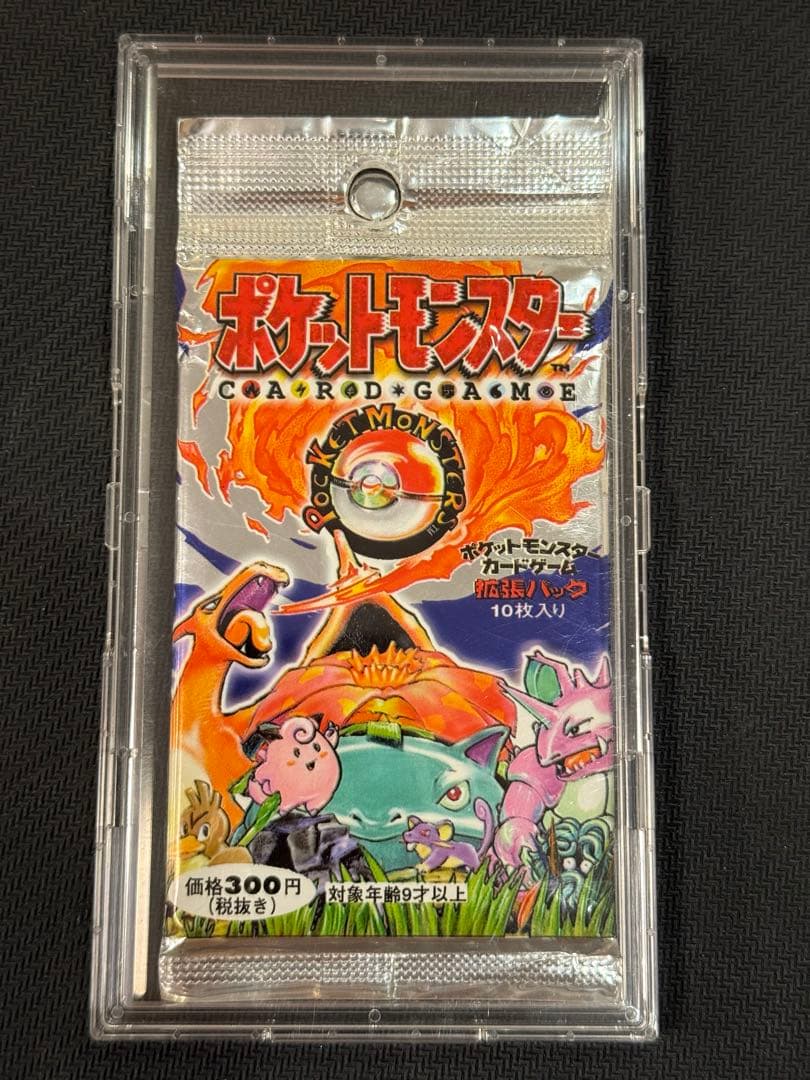 ポケットモンスター
TM
CARD GAME
POCKET MONSTERS
TM
ポケットモンスター
カードゲーム
拡張パック
10枚入り
価格300円
(税抜き)
対象年齢9才以上